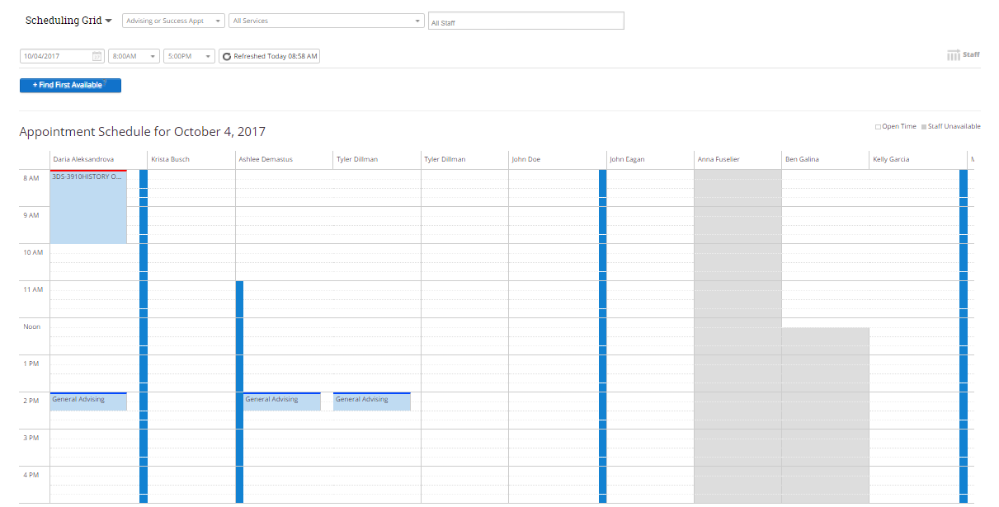 Scheduling Grid
Advising or Success Appt
All Services
All Staff
10/04/2017
8:00AM
5:00PM
Refreshed Today 08:58 AM
Staff
+ Find First Available
Appointment Schedule for October 4, 2017
Open Time
Staff Unavailable
Daria Aleksandrova
Krista Busch
Ashlee Demastus
Tyler Dillman
Tyler Dillman
John Doe
John Eagan
Anna Fuselier
Ben Galina
Kelly Garcia
8 AM
3DS-3910HISTORY O...
9 AM
10 AM
11 AM
Noon
1 PM
2 PM
General Advising
General Advising
General Advising
3 PM
4 PM